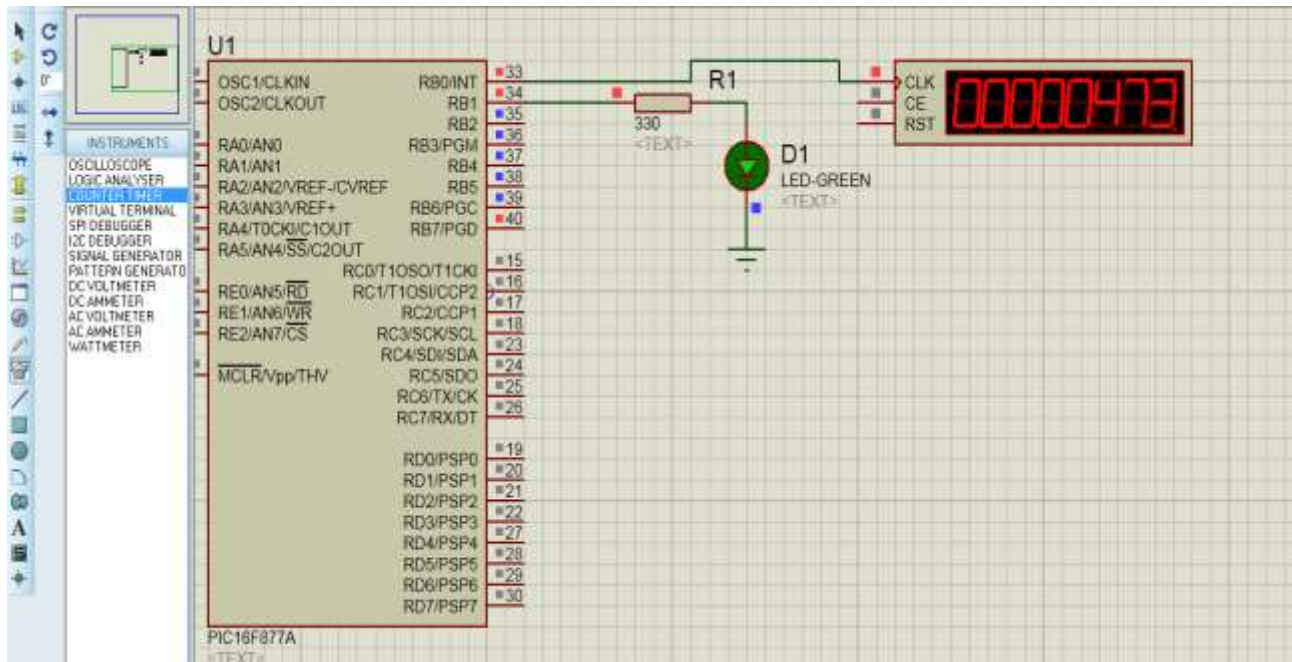 U1
OSC1/CLKIN
OSC2/CLKOUT
RA0/AN0
RA1/AN1
RA2/AN2/VREF-/CVREF
RA3/AN3/VREF+
RA4/T0CKI/C1OUT
RA5/AN4/SS/C2OUT
RE0/AN5/RD
RE1/AN6/WR
RE2/AN7/CS
MCLR/Vpp/THV
RB0/INT 33
RB1 34
RB2 35
RB3/PGM 36
RB4 37
RB5 38
RB6/PGC 39
RB7/PGD 40
RC0/T1OSO/T1CKI 15
RC1/T1OSI/CCP2 16
RC2/CCP1 17
RC3/SCK/SCL 18
RC4/SDI/SDA 23
RC5/SDO 24
RC6/TX/CK 25
RC7/RX/DT 26
RD0/PSP0 19
RD1/PSP1 20
RD2/PSP2 21
RD3/PSP3 22
RD4/PSP4 27
RD5/PSP5 28
RD6/PSP6 29
RD7/PSP7 30
PIC16F877A
<TEXT>
R1
330
<TEXT>
D1
LED-GREEN
<TEXT>
CLK
CE
RST
00000473
0°
LBL
A
S
INSTRUMENTS
OSCILLOSCOPE
LOGIC ANALYSER
COUNTER TIMER
VIRTUAL TERMINAL
SPI DEBUGGER
I2C DEBUGGER
SIGNAL GENERATOR
PATTERN GENERATO
DC VOLTMETER
DC AMMETER
AC VOLTMETER
AC AMMETER
WATTMETER